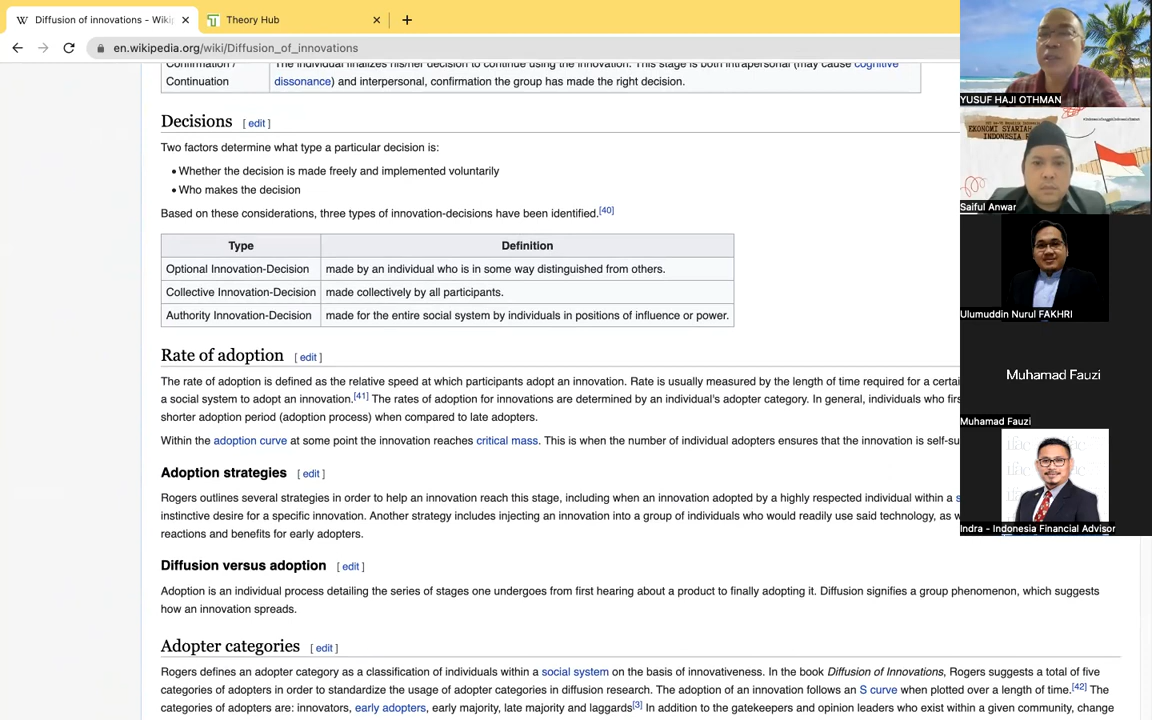 Diffusion of innovations - Wiki
Theory Hub
en.wikipedia.org/wiki/Diffusion_of_innovations
Confirmation /
Continuation
The individual finalizes his/her decision to continue using the innovation. This stage is both intrapersonal (may cause cognitive
dissonance) and interpersonal, confirmation the group has made the right decision.
Decisions [ edit ]
Two factors determine what type a particular decision is:
• Whether the decision is made freely and implemented voluntarily
• Who makes the decision
Based on these considerations, three types of innovation-decisions have been identified.[40]
Type Definition
Optional Innovation-Decision made by an individual who is in some way distinguished from others.
Collective Innovation-Decision made collectively by all participants.
Authority Innovation-Decision made for the entire social system by individuals in positions of influence or power.
Rate of adoption [ edit ]
The rate of adoption is defined as the relative speed at which participants adopt an innovation. Rate is usually measured by the length of time required for a certai
a social system to adopt an innovation.[41] The rates of adoption for innovations are determined by an individual's adopter category. In general, individuals who firs
shorter adoption period (adoption process) when compared to late adopters.
Within the adoption curve at some point the innovation reaches critical mass. This is when the number of individual adopters ensures that the innovation is self-su
Adoption strategies [ edit ]
Rogers outlines several strategies in order to help an innovation reach this stage, including when an innovation adopted by a highly respected individual within a s
instinctive desire for a specific innovation. Another strategy includes injecting an innovation into a group of individuals who would readily use said technology, as w
reactions and benefits for early adopters.
Diffusion versus adoption [ edit ]
Adoption is an individual process detailing the series of stages one undergoes from first hearing about a product to finally adopting it. Diffusion signifies a group phenomenon, which suggests
how an innovation spreads.
Adopter categories [ edit ]
Rogers defines an adopter category as a classification of individuals within a social system on the basis of innovativeness. In the book Diffusion of Innovations, Rogers suggests a total of five
categories of adopters in order to standardize the usage of adopter categories in diffusion research. The adoption of an innovation follows an S curve when plotted over a length of time.[42] The
categories of adopters are: innovators, early adopters, early majority, late majority and laggards[3] In addition to the gatekeepers and opinion leaders who exist within a given community, change
YUSUF HAJI OTHMAN
EKONOMI SYARIAH
INDONESIA
Saiful Anwar
Ulumuddin Nurul FAKHRI
Muhamad Fauzi
Muhamad Fauzi
Indra - Indonesia Financial Advisor